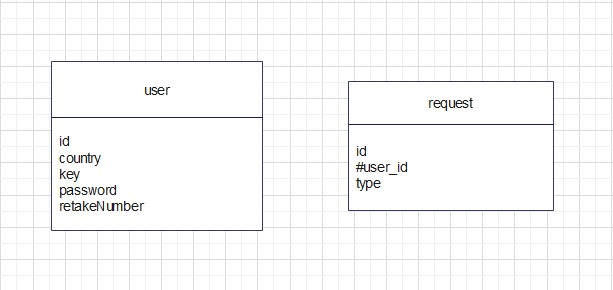 user
id
country
key
password
retakeNumber
request
id
#user_id
type